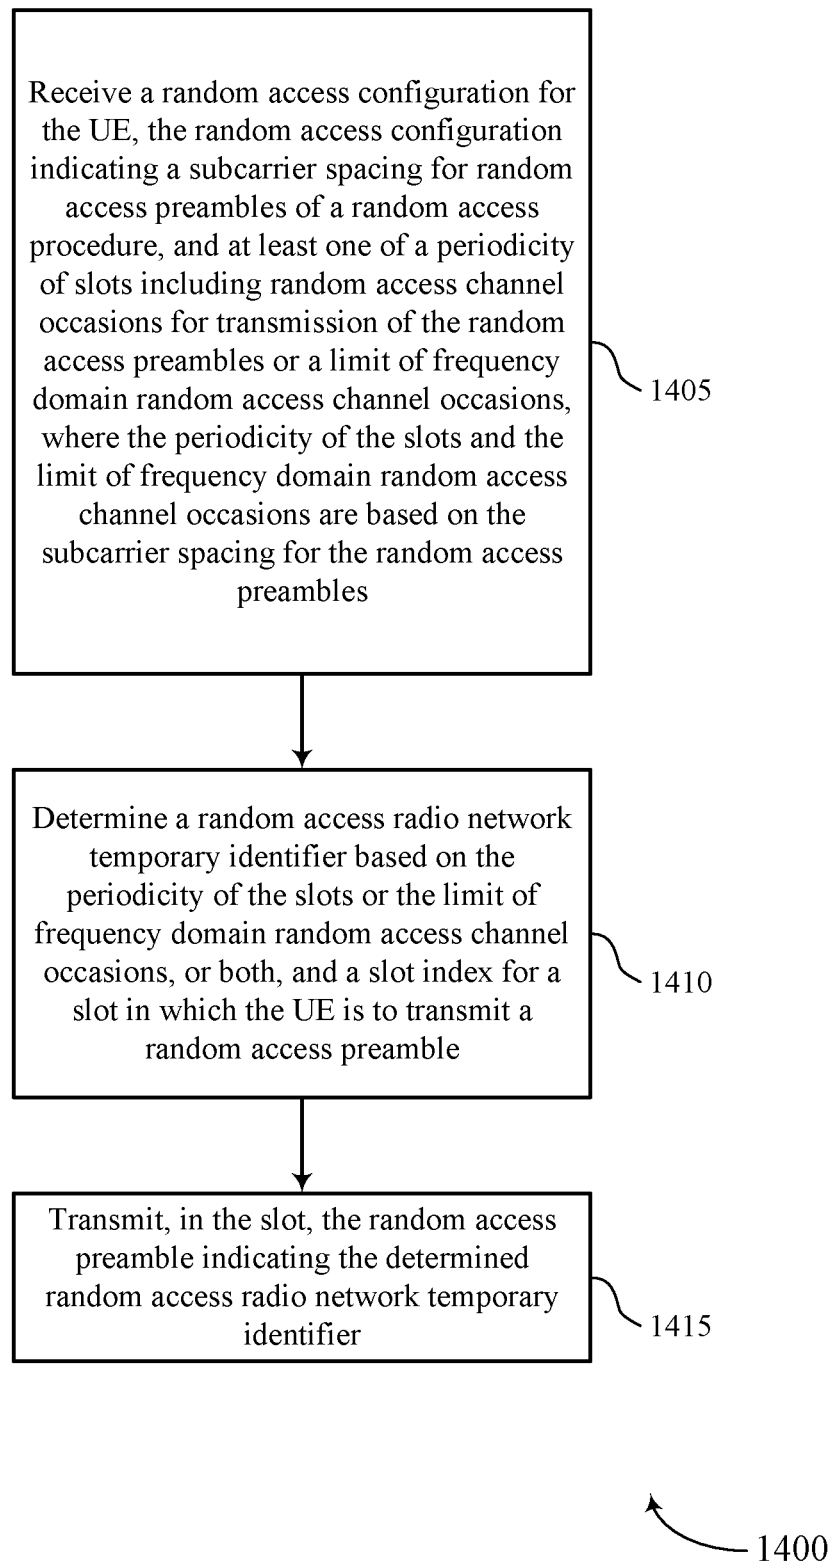 Receive a random access configuration for
the UE, the random access configuration
indicating a subcarrier spacing for random
access preambles of a random access
procedure, and at least one of a periodicity
of slots including random access channel
occasions for transmission of the random
access preambles or a limit of frequency
domain random access channel occasions,
where the periodicity of the slots and the
limit of frequency domain random access
channel occasions are based on the
subcarrier spacing for the random access
preambles
1405
Determine a random access radio network
temporary identifier based on the
periodicity of the slots or the limit of
frequency domain random access channel
occasions, or both, and a slot index for a
slot in which the UE is to transmit a
random access preamble
1410
Transmit, in the slot, the random access
preamble indicating the determined
random access radio network temporary
identifier
1415
1400